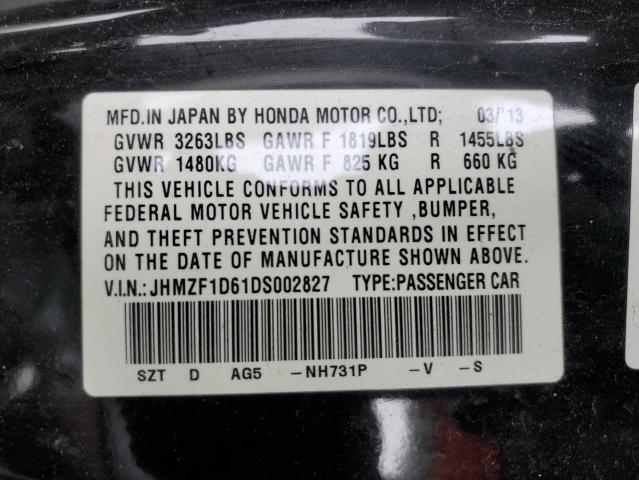 MFD.IN JAPAN BY HONDA MOTOR CO.,LTD; 03/13
GVWR 3263LBS GAWR F 1819LBS R 1455LBS
GVWR 1480KG GAWR F 825 KG R 660 KG
THIS VEHICLE CONFORMS TO ALL APPLICABLE
FEDERAL MOTOR VEHICLE SAFETY ,BUMPER,
AND THEFT PREVENTION STANDARDS IN EFFECT
ON THE DATE OF MANUFACTURE SHOWN ABOVE.
V.I.N.: JHMZF1D61DS002827 TYPE:PASSENGER CAR
SZT D AG5 -NH731P -V -S